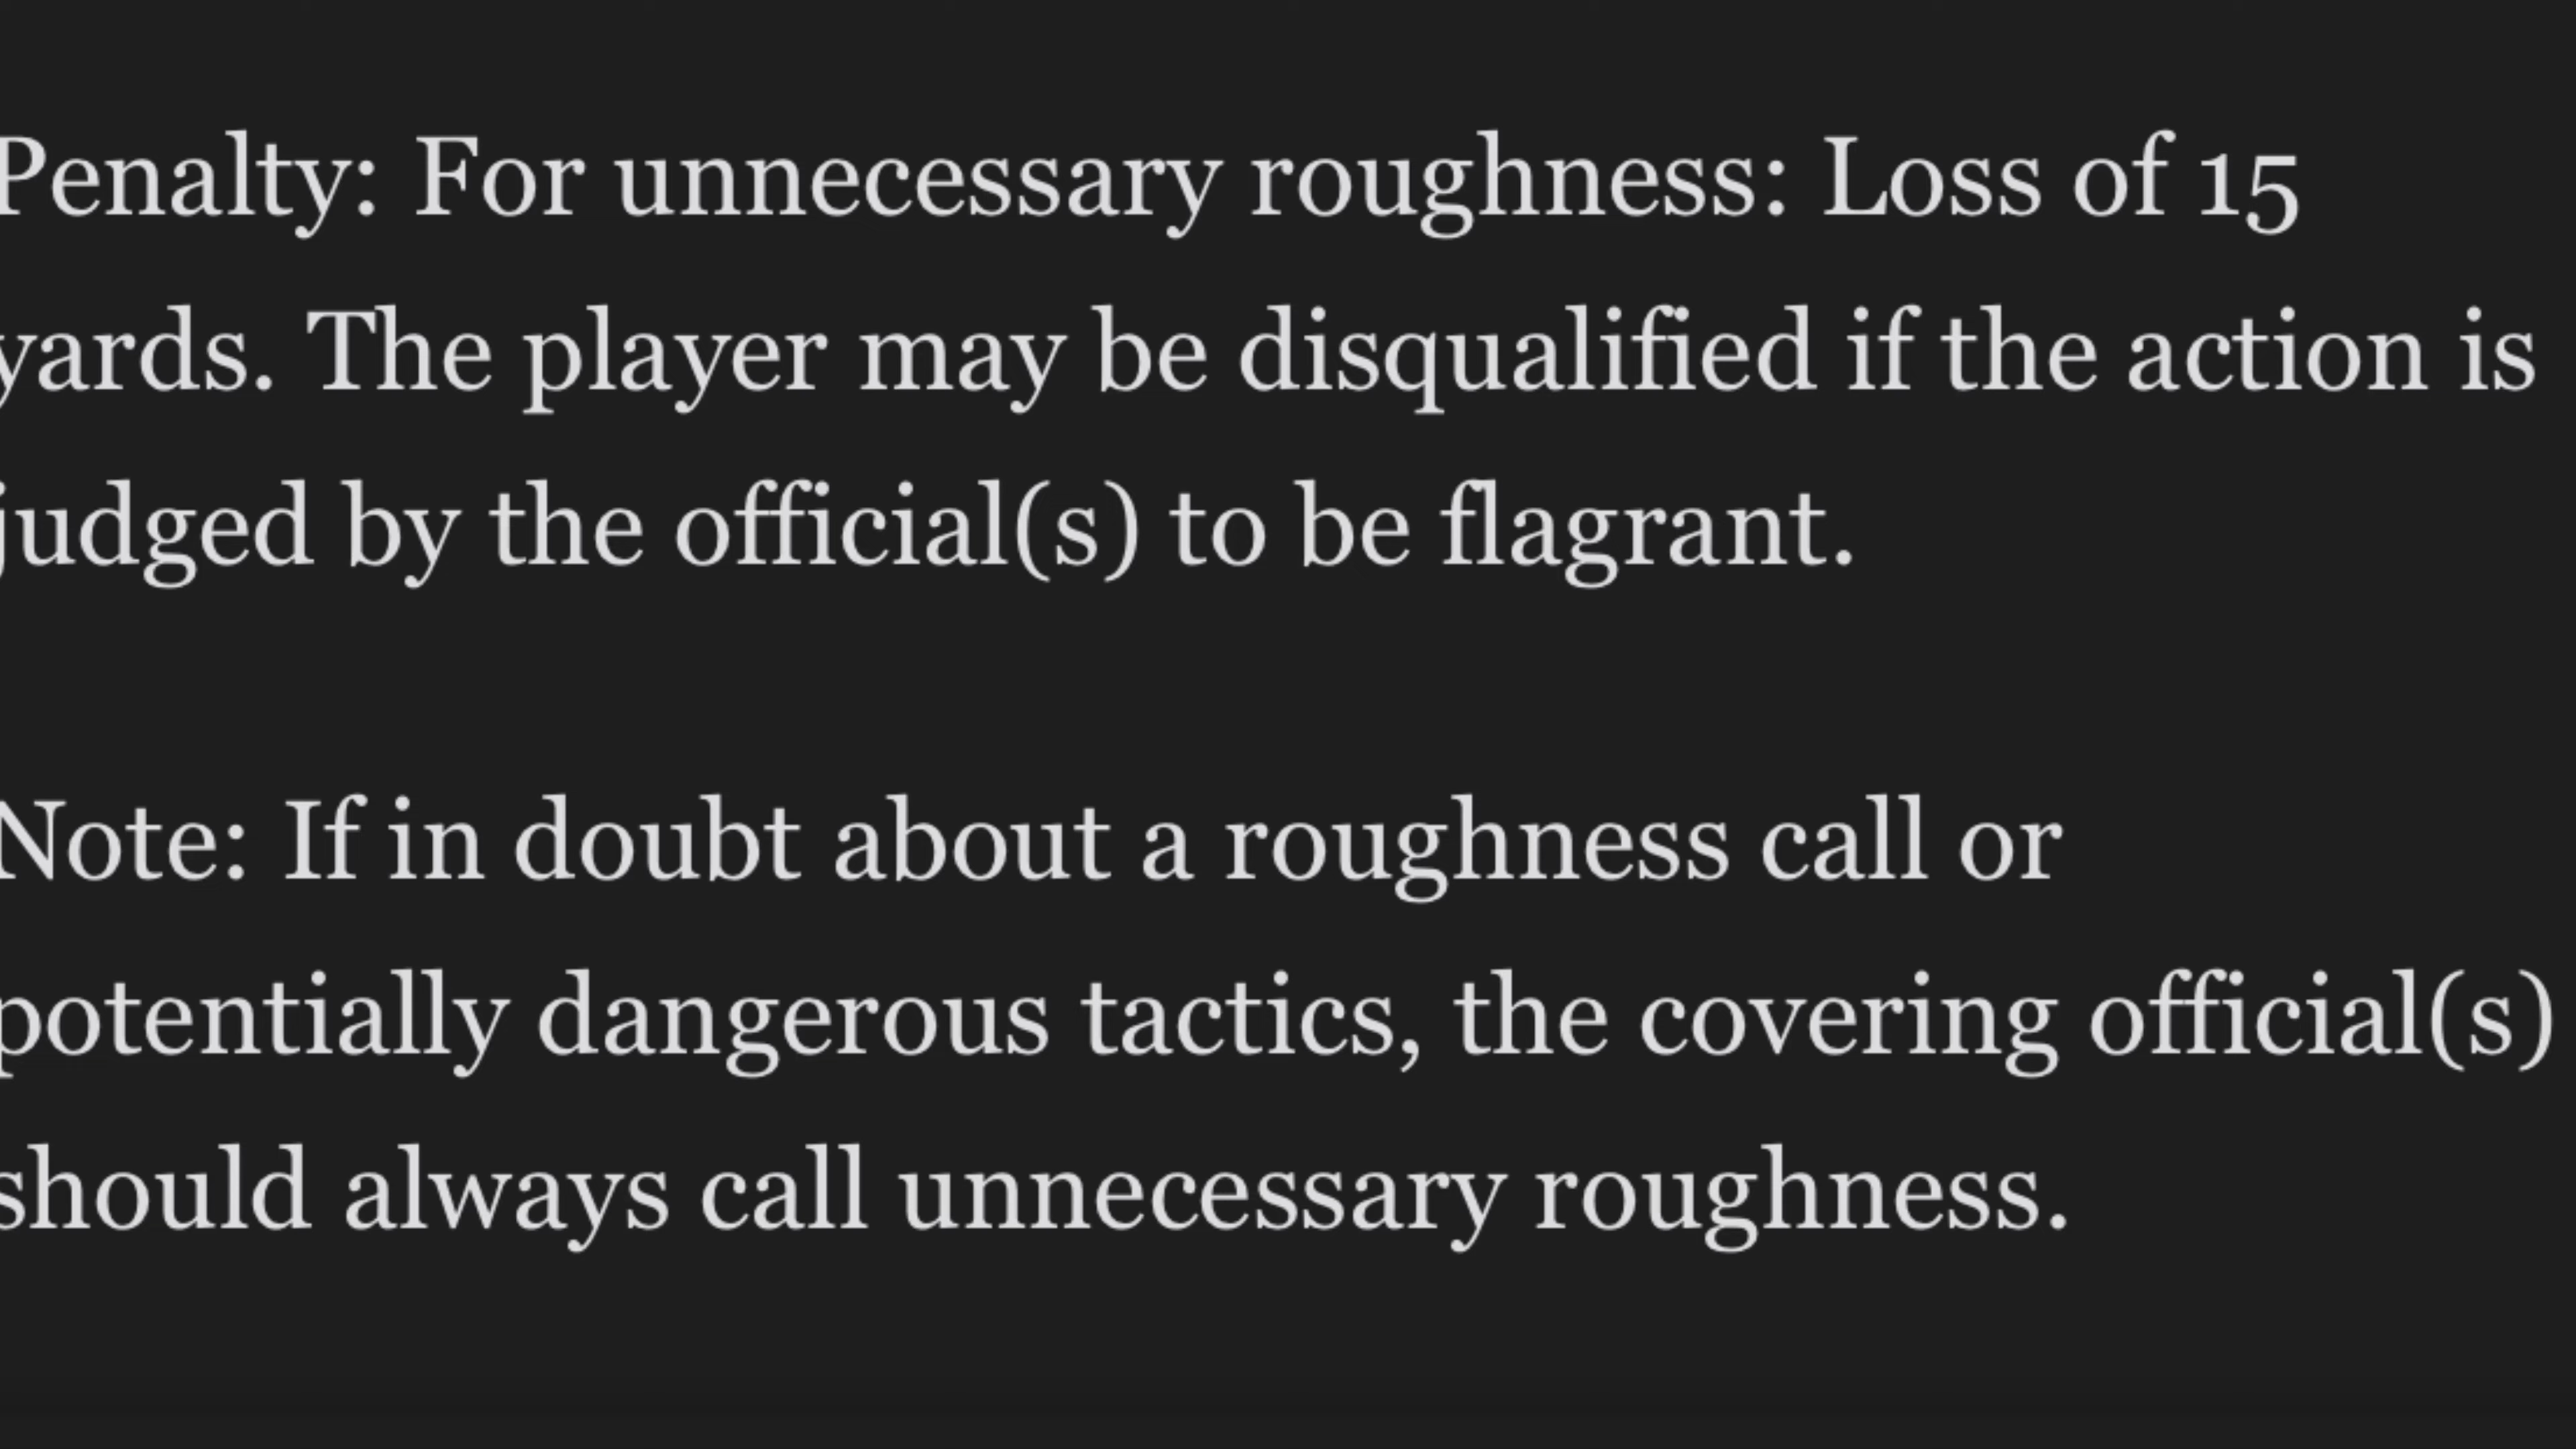 Penalty: For unnecessary roughness: Loss of 15
yards. The player may be disqualified if the action is
judged by the official(s) to be flagrant.
Note: If in doubt about a roughness call or
potentially dangerous tactics, the covering official(s)
should always call unnecessary roughness.